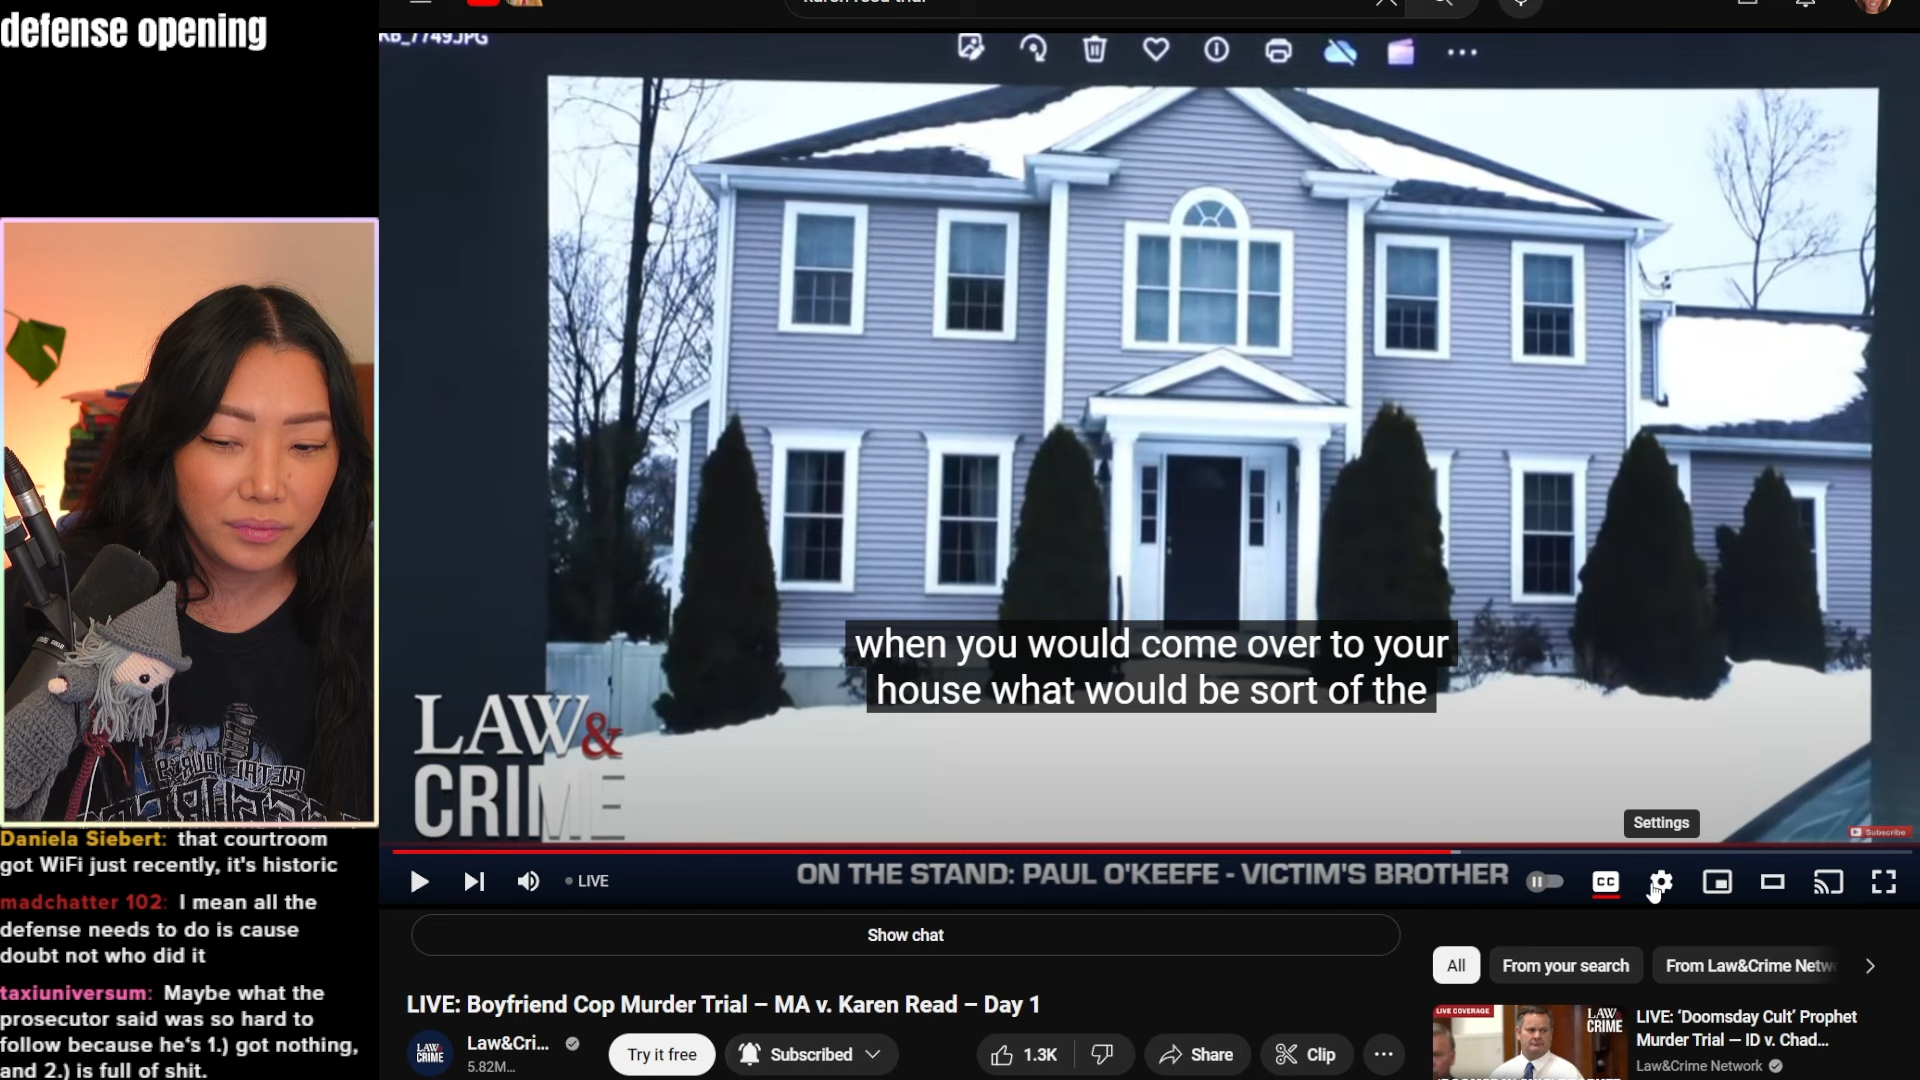 defense opening
KB_7749JPG
when you would come over to your
house what would be sort of the
LAW&
CRIME
Settings
Subscribe
LIVE
ON THE STAND: PAUL O'KEEFE - VICTIM'S BROTHER
CC
Daniela Siebert: that courtroom
got WiFi just recently, it's historic
madchatter 102: I mean all the
defense needs to do is cause
doubt not who did it
taxiuniversum: Maybe what the
prosecutor said was so hard to
follow because he's 1.) got nothing,
and 2.) is full of shit.
Show chat
LIVE: Boyfriend Cop Murder Trial – MA v. Karen Read – Day 1
LAW&
CRIME
Law&Cri...
5.82M...
Try it free
Subscribed
1.3K
Share
Clip
All
From your search
From Law&Crime Netw
LIVE COVERAGE
LAW&
CRIME
LIVE: ‘Doomsday Cult’ Prophet
Murder Trial — ID v. Chad...
Law&Crime Network